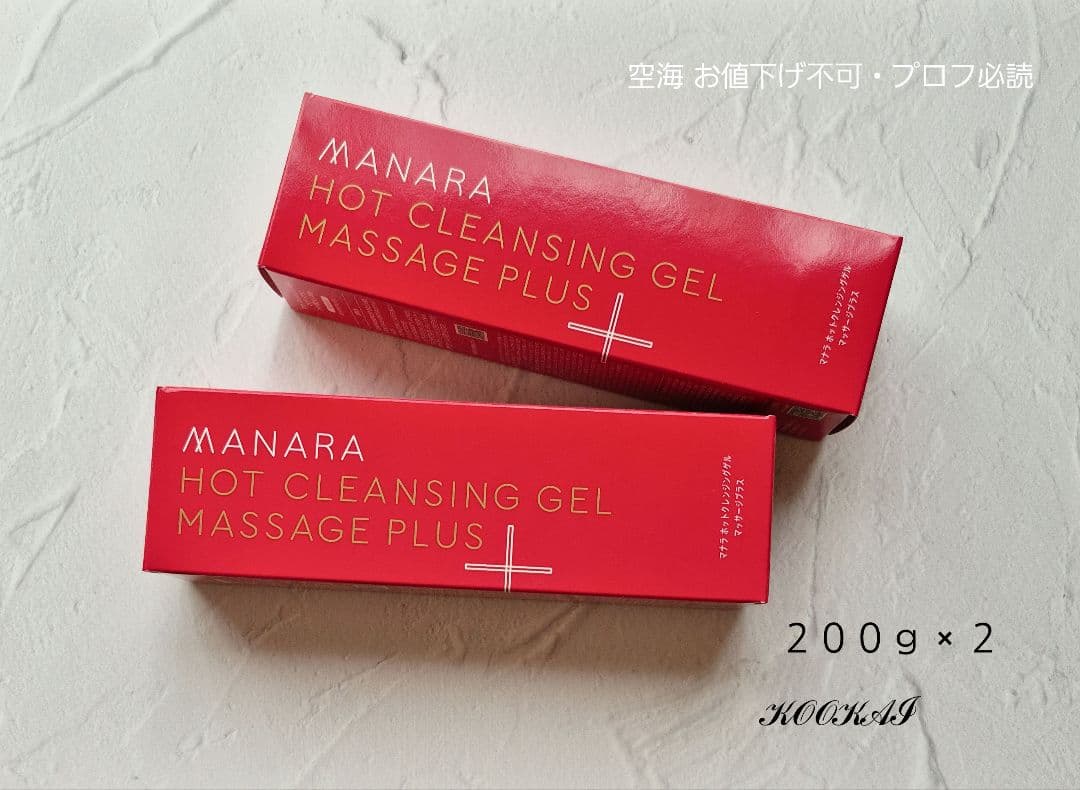 空海 お値下げ不可・プロフ必読
MANARA
HOT CLEANSING GEL
MASSAGE PLUS
マナラ ホットクレンジングゲル
マッサージプラス
MANARA
HOT CLEANSING GEL
MASSAGE PLUS
マナラ ホットクレンジングゲル
マッサージプラス
200g×2
KOOKAI